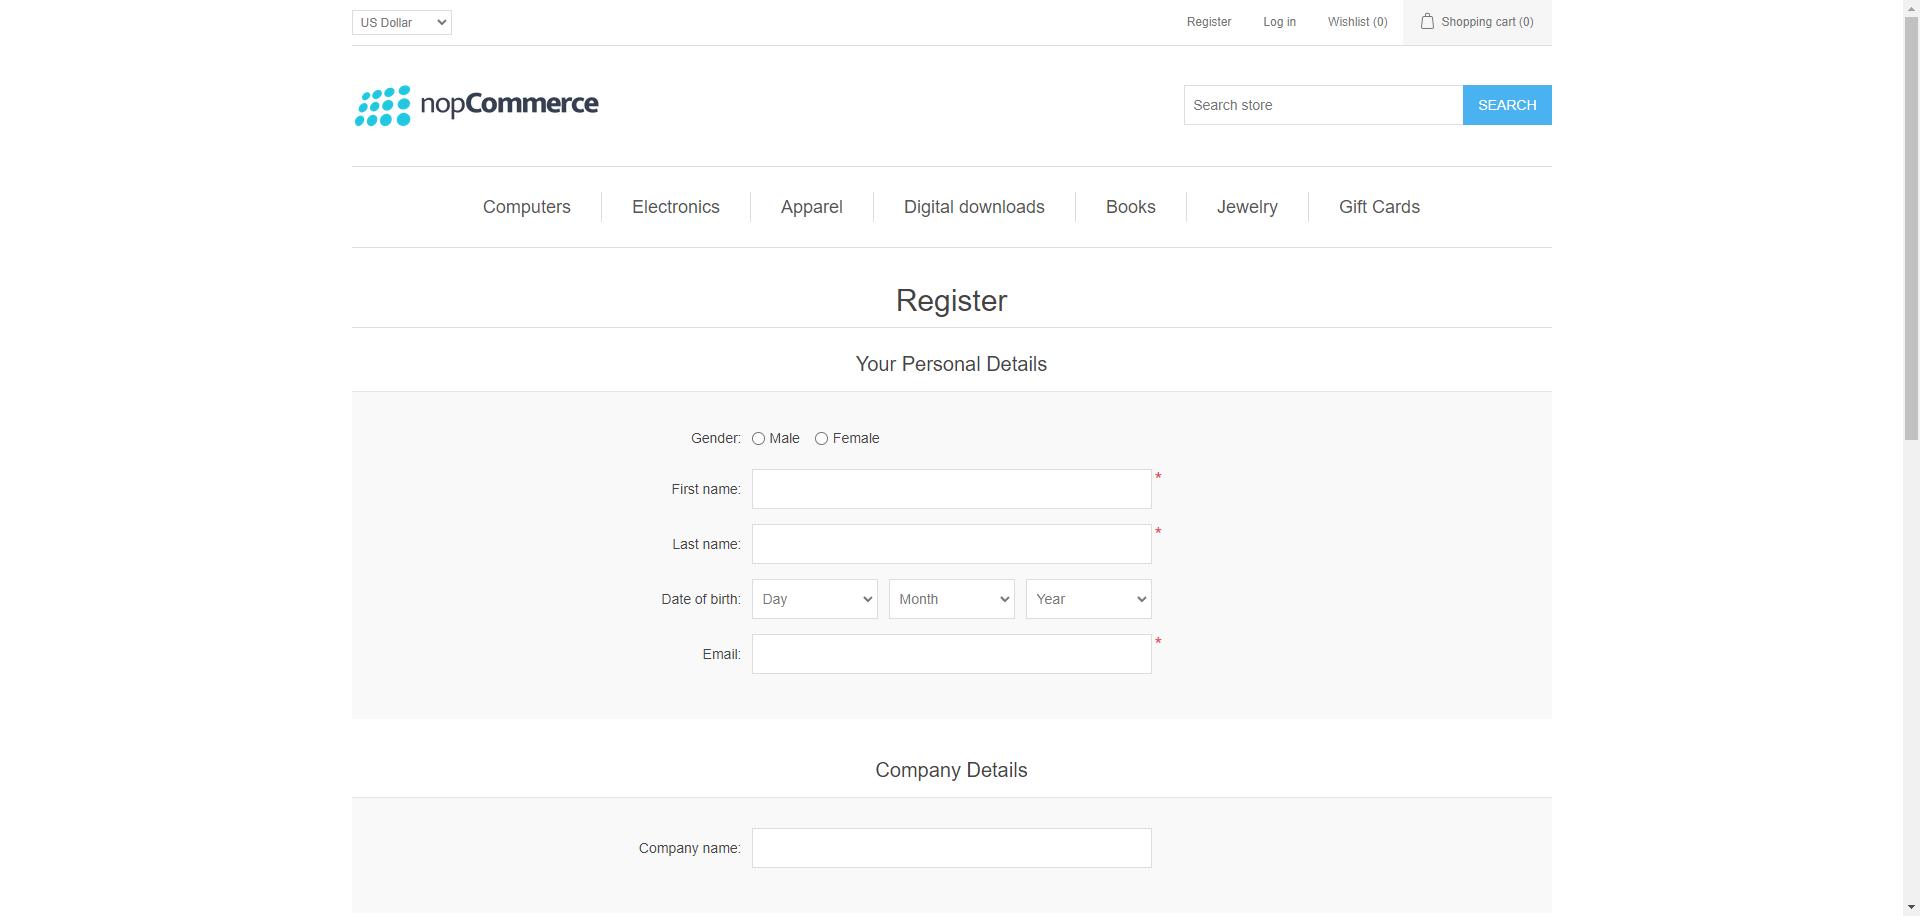 US Dollar Register Log in Wishlist (0) Shopping cart (0)
nopCommerce Search store SEARCH
Computers Electronics Apparel Digital downloads Books Jewelry Gift Cards
Register
Your Personal Details
Gender: Male Female
First name: *
Last name: *
Date of birth: Day Month Year
Email: *
Company Details
Company name: